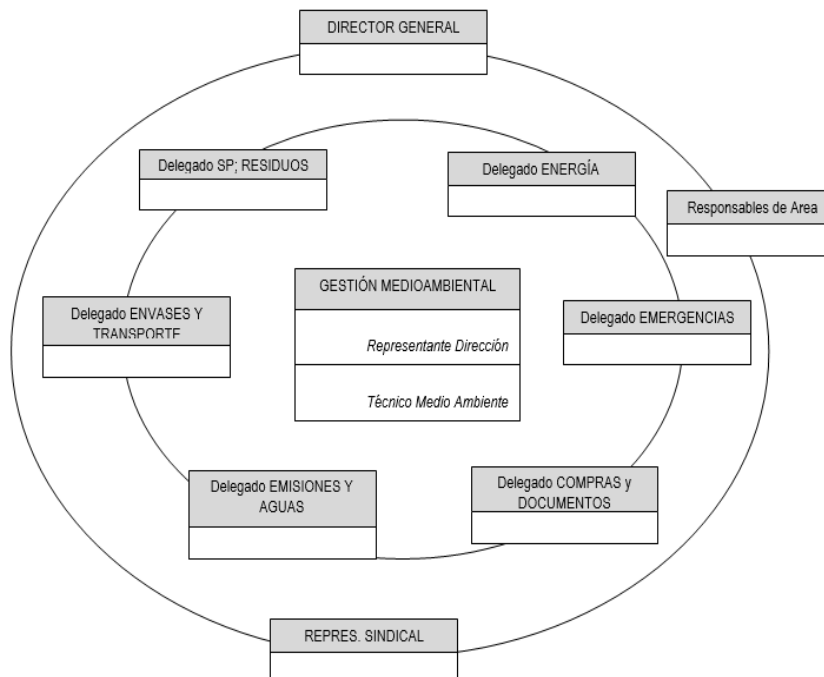 DIRECTOR GENERAL
Delegado SP; RESIDUOS
Delegado ENERGÍA
Responsables de Area
GESTIÓN MEDIOAMBIENTAL
Representante Dirección
Técnico Medio Ambiente
Delegado ENVASES Y
TRANSPORTE
Delegado EMERGENCIAS
Delegado EMISIONES Y
AGUAS
Delegado COMPRAS y
DOCUMENTOS
REPRES. SINDICAL